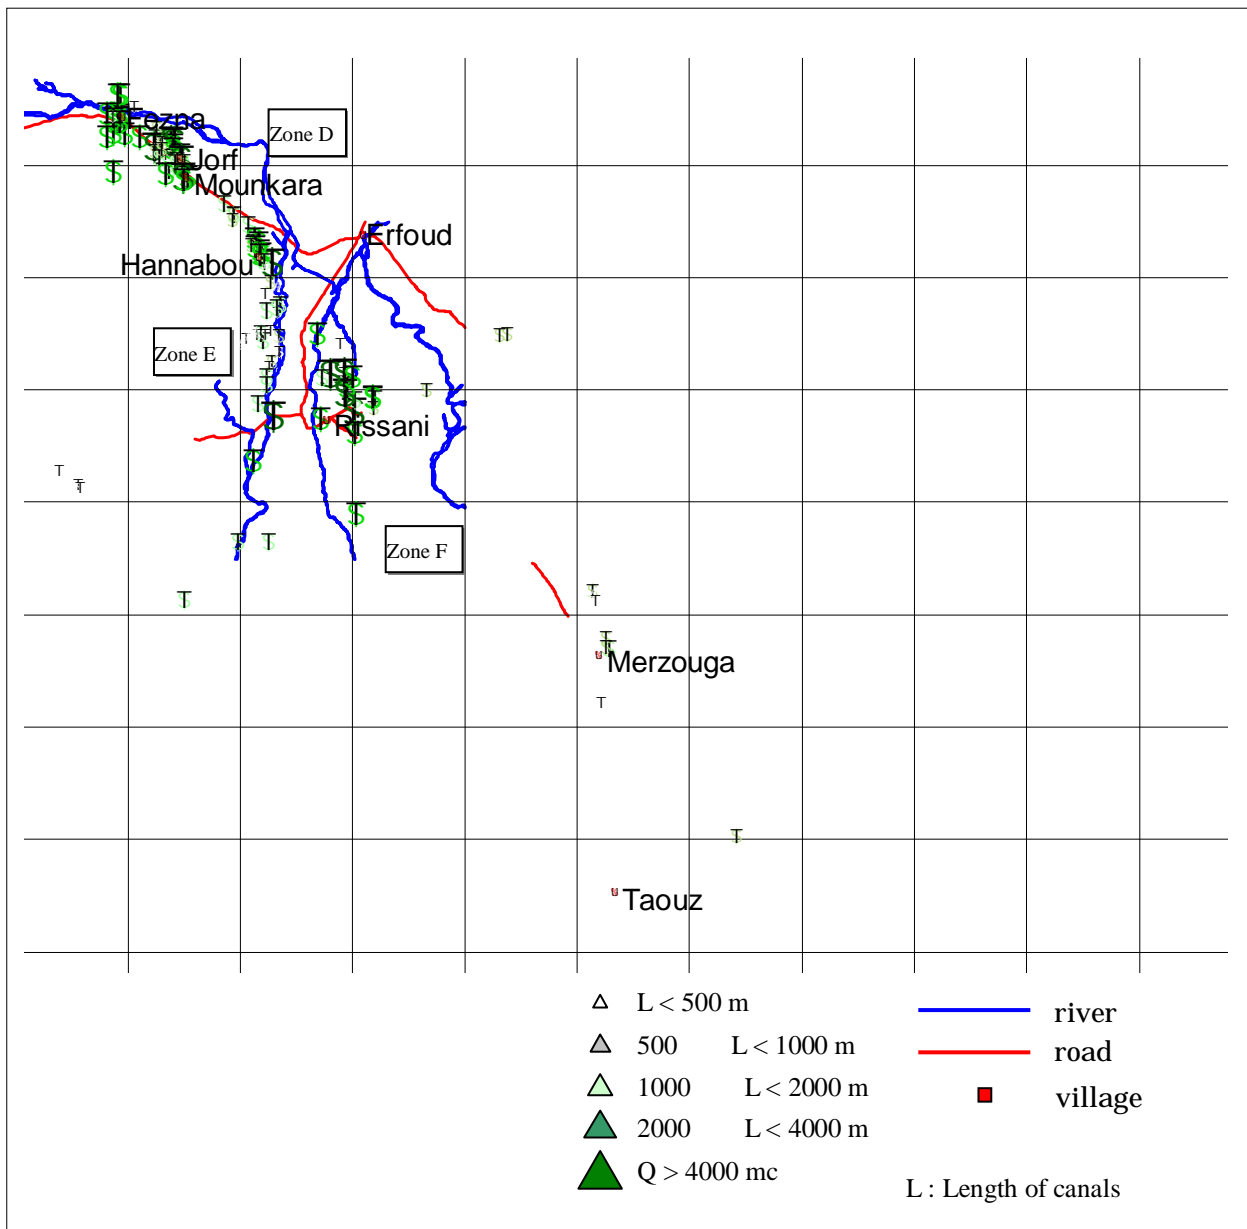 Zone D
Fezna
Jorf
Mounkara
Erfoud
Hannabou
Zone E
Rissani
Zone F
Merzouga
Taouz
L < 500 m
500 L < 1000 m
1000 L < 2000 m
2000 L < 4000 m
Q > 4000 mc
river
road
village
L : Length of canals